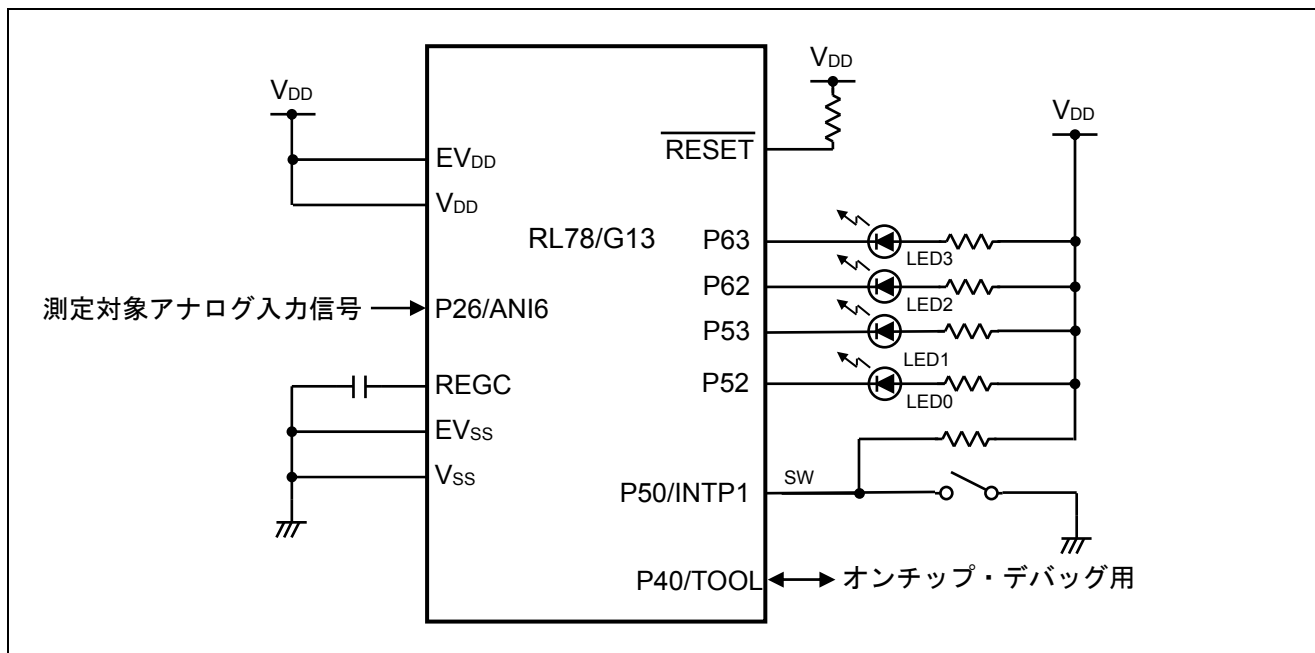 VDD
EVDD
VDD
測定対象アナログ入力信号
P26/ANI6
REGC
EVSS
VSS
RL78/G13
VDD
RESET
VDD
P63
LED3
P62
LED2
P53
LED1
P52
LED0
P50/INTP1
SW
P40/TOOL
オンチップ・デバッグ用